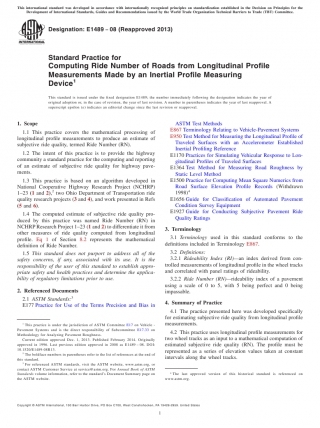 This international standard was developed in accordance with internationally recognized principles on standardization established in the Decision on Principles for the
Development of International Standards, Guides and Recommendations issued by the World Trade Organization Technical Barriers to Trade (TBT) Committee.
Designation: E1489 − 08 (Reapproved 2013)
Standard Practice for
Computing Ride Number of Roads from Longitudinal Profile
Measurements Made by an Inertial Profile Measuring
Device¹
This standard is issued under the fixed designation E1489; the number immediately following the designation indicates the year of
original adoption or, in the case of revision, the year of last revision. A number in parentheses indicates the year of last reapproval. A
superscript epsilon (ε) indicates an editorial change since the last revision or reapproval.
1. Scope
1.1 This practice covers the mathematical processing of
longitudinal profile measurements to produce an estimate of
subjective ride quality, termed Ride Number (RN).
1.2 The intent of this practice is to provide the highway
community a standard practice for the computing and reporting
of an estimate of subjective ride quality for highway pave-
ments.
1.3 This practice is based on an algorithm developed in
National Cooperative Highway Research Project (NCHRP)
1-23 (1 and 2),² two Ohio Department of Transportation ride
quality research projects (3 and 4), and work presented in Refs
(5 and 6).
1.4 The computed estimate of subjective ride quality pro-
duced by this practice was named Ride Number (RN) in
NCHRP Research Project 1-23 (1 and 2) to differentiate it from
other measures of ride quality computed from longitudinal
profile. Eq 1 of Section 8.2 represents the mathematical
definition of Ride Number.
1.5 This standard does not purport to address all of the
safety concerns, if any, associated with its use. It is the
responsibility of the user of this standard to establish appro-
priate safety and health practices and determine the applica-
bility of regulatory limitations prior to use.
2. Referenced Documents
2.1 ASTM Standards:³
E177 Practice for Use of the Terms Precision and Bias in
ASTM Test Methods
E867 Terminology Relating to Vehicle-Pavement Systems
E950 Test Method for Measuring the Longitudinal Profile of
Traveled Surfaces with an Accelerometer Established
Inertial Profiling Reference
E1170 Practices for Simulating Vehicular Response to Lon-
gitudinal Profiles of Traveled Surfaces
E1364 Test Method for Measuring Road Roughness by
Static Level Method
E1500 Practice for Computing Mean Square Numerics from
Road Surface Elevation Profile Records (Withdrawn
1998)⁴
E1656 Guide for Classification of Automated Pavement
Condition Survey Equipment
E1927 Guide for Conducting Subjective Pavement Ride
Quality Ratings
3. Terminology
3.1 Terminology used in this standard conforms to the
definitions included in Terminology E867.
3.2 Definitions:
3.2.1 Rideability Index (RI)—an index derived from con-
trolled measurements of longitudinal profile in the wheel tracks
and correlated with panel ratings of rideability.
3.2.2 Ride Number (RN)—rideability index of a pavement
using a scale of 0 to 5, with 5 being perfect and 0 being
impassible.
4. Summary of Practice
4.1 The practice presented here was developed specifically
for estimating subjective ride quality from longitudinal profile
measurements.
4.2 This practice uses longitudinal profile measurements for
two wheel tracks as an input to a mathematical computation of
estimated subjective ride quality (RN). The profile must be
represented as a series of elevation values taken at constant
intervals along the wheel tracks.
¹ This practice is under the jurisdiction of ASTM Committee E17 on Vehicle -
Pavement Systems and is the direct responsibility of Subcommittee E17.33 on
Methodology for Analyzing Pavement Roughness.
Current edition approved Dec. 1, 2013. Published February 2014. Originally
approved in 1998. Last previous edition approved in 2008 as E1489 – 08. DOI:
10.1520/E1489-08R13.
² The boldface numbers in parentheses refer to the list of references at the end of
this standard.
³ For referenced ASTM standards, visit the ASTM website, www.astm.org, or
contact ASTM Customer Service at service@astm.org. For Annual Book of ASTM
Standards volume information, refer to the standard's Document Summary page on
the ASTM website.
⁴ The last approved version of this historical standard is referenced on
www.astm.org.
Copyright © ASTM International, 100 Barr Harbor Drive, PO Box C700, West Conshohocken, PA 19428-2959. United States
1